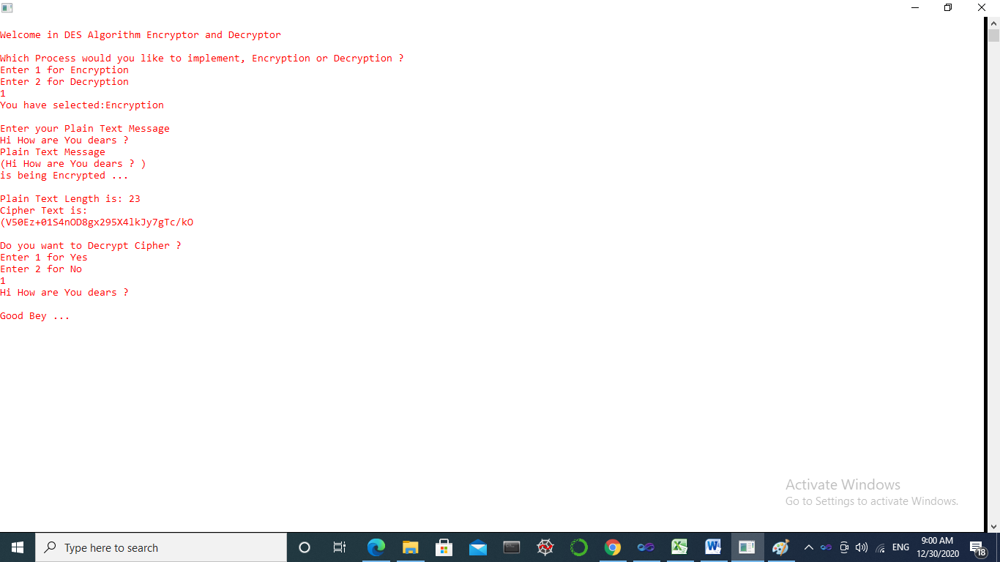 Welcome in DES Algorithm Encryptor and Decryptor
Which Process would you like to implement, Encryption or Decryption ?
Enter 1 for Encryption
Enter 2 for Decryption
1
You have selected:Encryption
Enter your Plain Text Message
Hi How are You dears ?
Plain Text Message
(Hi How are You dears ? )
is being Encrypted ...
Plain Text Length is: 23
Cipher Text is:
(V50Ez+01S4nOD8gx295X4lkJy7gTc/kO
Do you want to Decrypt Cipher ?
Enter 1 for Yes
Enter 2 for No
1
Hi How are You dears ?
Good Bey ...
Activate Windows
Go to Settings to activate Windows.
Type here to search
ENG
9:00 AM
12/30/2020
18